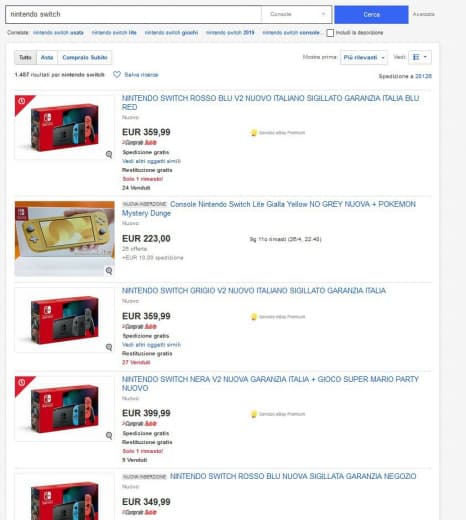 nintendo switch Console Cerca Avanzata
Correlate: nintendo switch usata nintendo switch lite nintendo switch giochi nintendo switch 2019 nintendo switch console... Includi la descrizione
Tutto Asta Compralo Subito Mostra prima: Più rilevanti Vedi:
1.487 risultati per nintendo switch Salva ricerca Spedizione a 20128
NINTENDO SWITCH ROSSO BLU V2 NUOVO ITALIANO SIGILLATO GARANZIA ITALIA BLU
RED
Nuovo
EUR 359,99 Servizio eBay Premium
Compralo Subito
Spedizione gratis
Vedi altri oggetti simili
Restituzione gratis
Solo 1 rimasto!
24 Venduti
NUOVA INSERZIONE Console Nintendo Switch Lite Gialla Yellow NO GREY NUOVA + POKEMON
Mystery Dunge
Nuovo
EUR 223,00 9g 11o rimasti (26/4, 22:45)
25 offerte
+EUR 10,00 spedizione
NINTENDO SWITCH GRIGIO V2 NUOVO ITALIANO SIGILLATO GARANZIA ITALIA
Nuovo
EUR 359,99 Servizio eBay Premium
Compralo Subito
Spedizione gratis
Vedi altri oggetti simili
Restituzione gratis
27 Venduti
NINTENDO SWITCH NERA V2 NUOVA GARANZIA ITALIA + GIOCO SUPER MARIO PARTY
NUOVO
Nuovo
EUR 399,99 Servizio eBay Premium
Compralo Subito
Spedizione gratis
Restituzione gratis
Solo 1 rimasto!
9 Venduti
NUOVA INSERZIONE NINTENDO SWITCH ROSSO BLU NUOVA SIGILLATA GARANZIA NEGOZIO
Nuovo
EUR 349,99
Compralo Subito